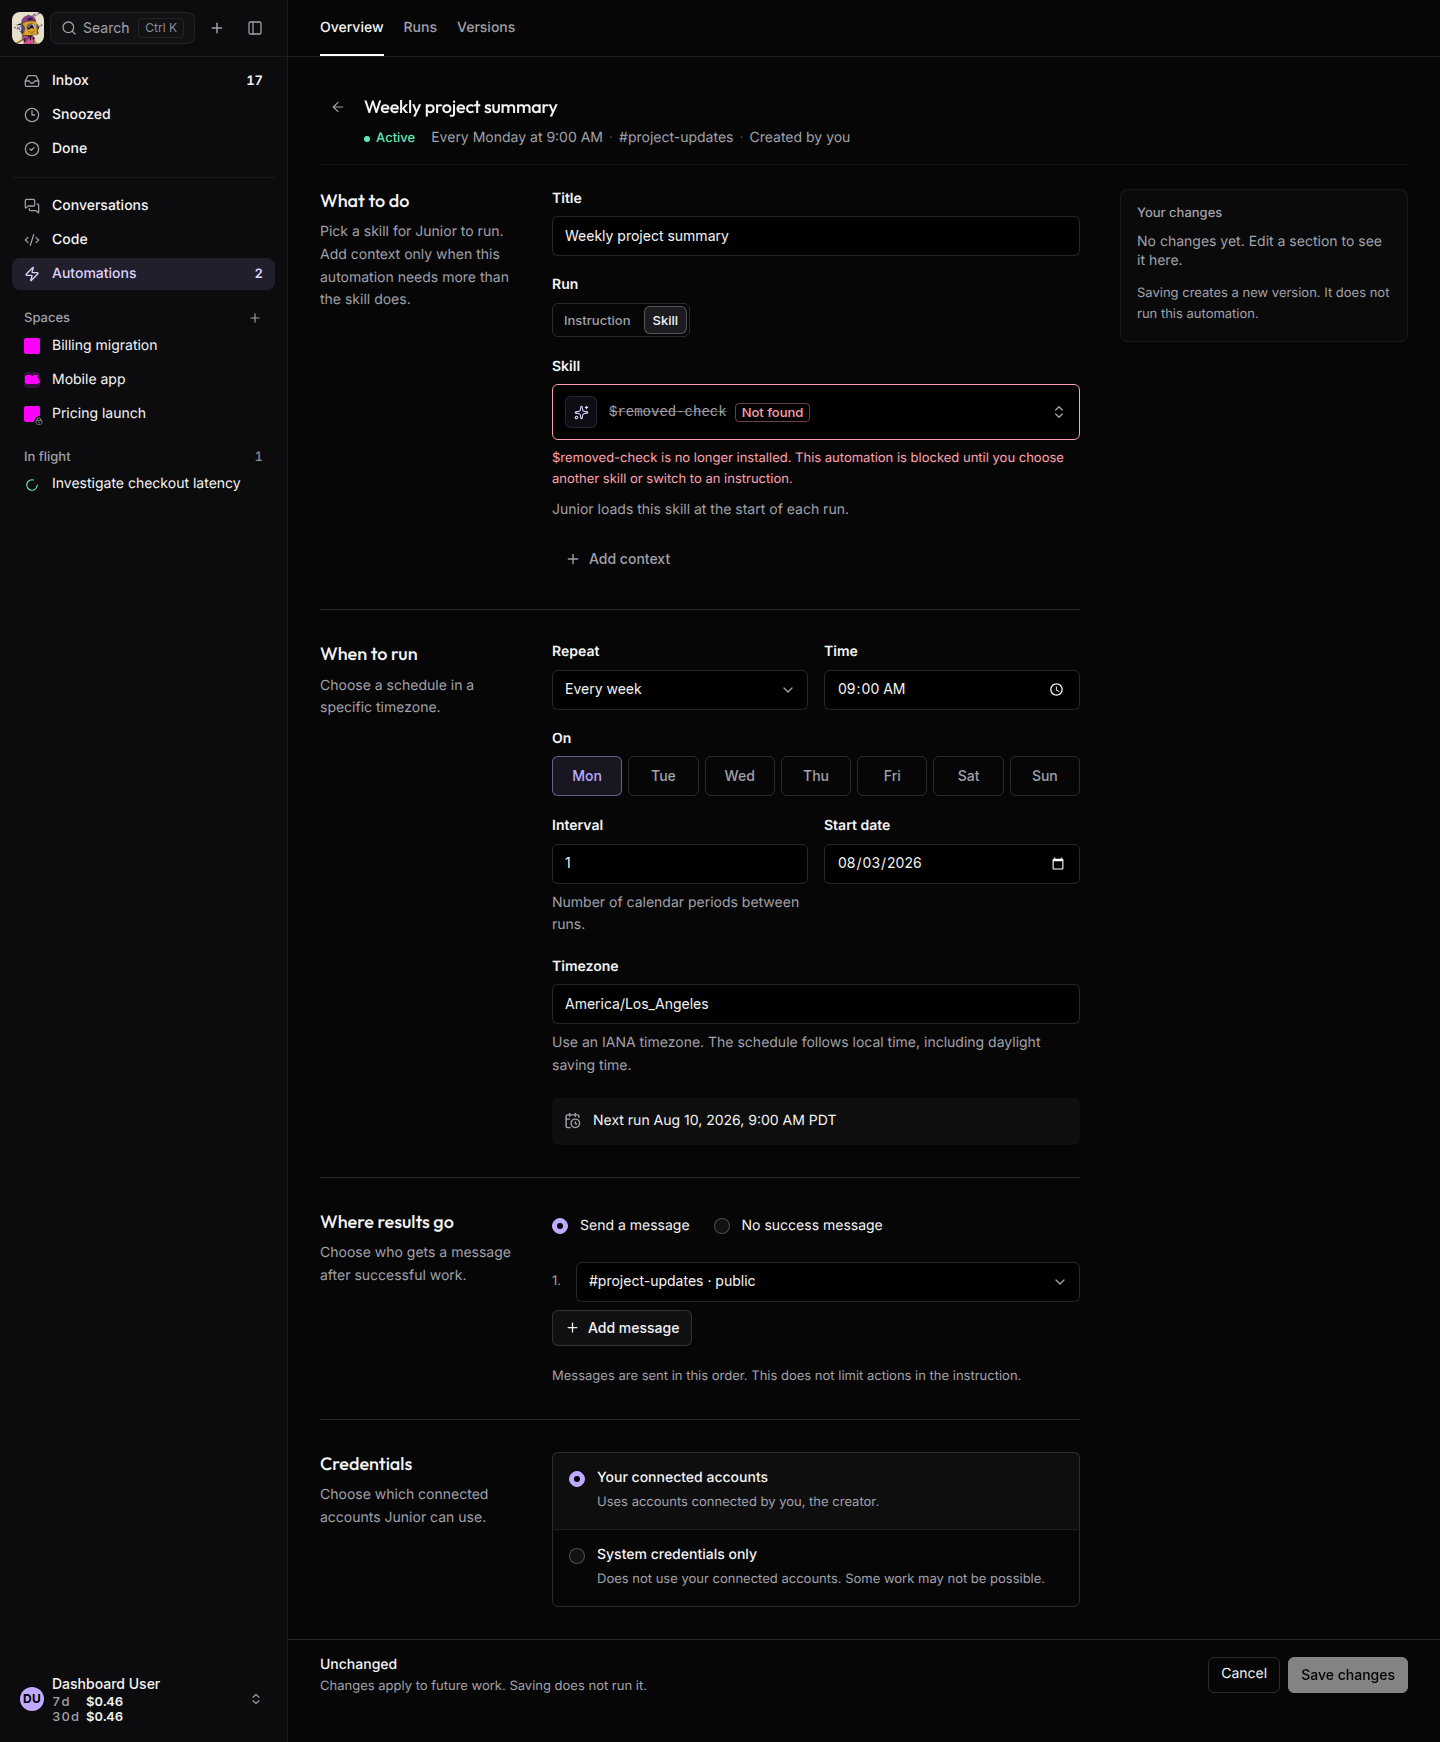 Search Ctrl K
Overview Runs Versions
Inbox 17
Snoozed
Done
Conversations
Code
Automations 2
Spaces
Billing migration
Mobile app
Pricing launch
In flight 1
Investigate checkout latency
Weekly project summary
Active Every Monday at 9:00 AM · #project-updates · Created by you
What to do
Pick a skill for Junior to run.
Add context only when this
automation needs more than
the skill does.
Title
Weekly project summary
Run
Instruction Skill
Skill
$removed-check Not found
$removed-check is no longer installed. This automation is blocked until you choose
another skill or switch to an instruction.
Junior loads this skill at the start of each run.
Add context
Your changes
No changes yet. Edit a section to see
it here.
Saving creates a new version. It does not
run this automation.
When to run
Choose a schedule in a
specific timezone.
Repeat Time
Every week 09:00 AM
On
Mon Tue Wed Thu Fri Sat Sun
Interval Start date
1 08/03/2026
Number of calendar periods between
runs.
Timezone
America/Los_Angeles
Use an IANA timezone. The schedule follows local time, including daylight
saving time.
Next run Aug 10, 2026, 9:00 AM PDT
Where results go
Choose who gets a message
after successful work.
Send a message No success message
1. #project-updates · public
Add message
Messages are sent in this order. This does not limit actions in the instruction.
Credentials
Choose which connected
accounts Junior can use.
Your connected accounts
Uses accounts connected by you, the creator.
System credentials only
Does not use your connected accounts. Some work may not be possible.
Unchanged
Changes apply to future work. Saving does not run it.
Cancel Save changes
DU Dashboard User
7d $0.46
30d $0.46